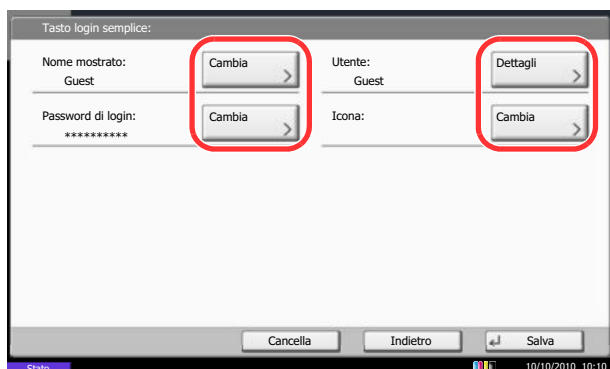 Tasto login semplice:
Nome mostrato:
Guest
Cambia
Utente:
Guest
Dettagli
Password di login:
**********
Cambia
Icona:
Cambia
Cancella
Indietro
Salva
Stato
10/10/2010 10:10